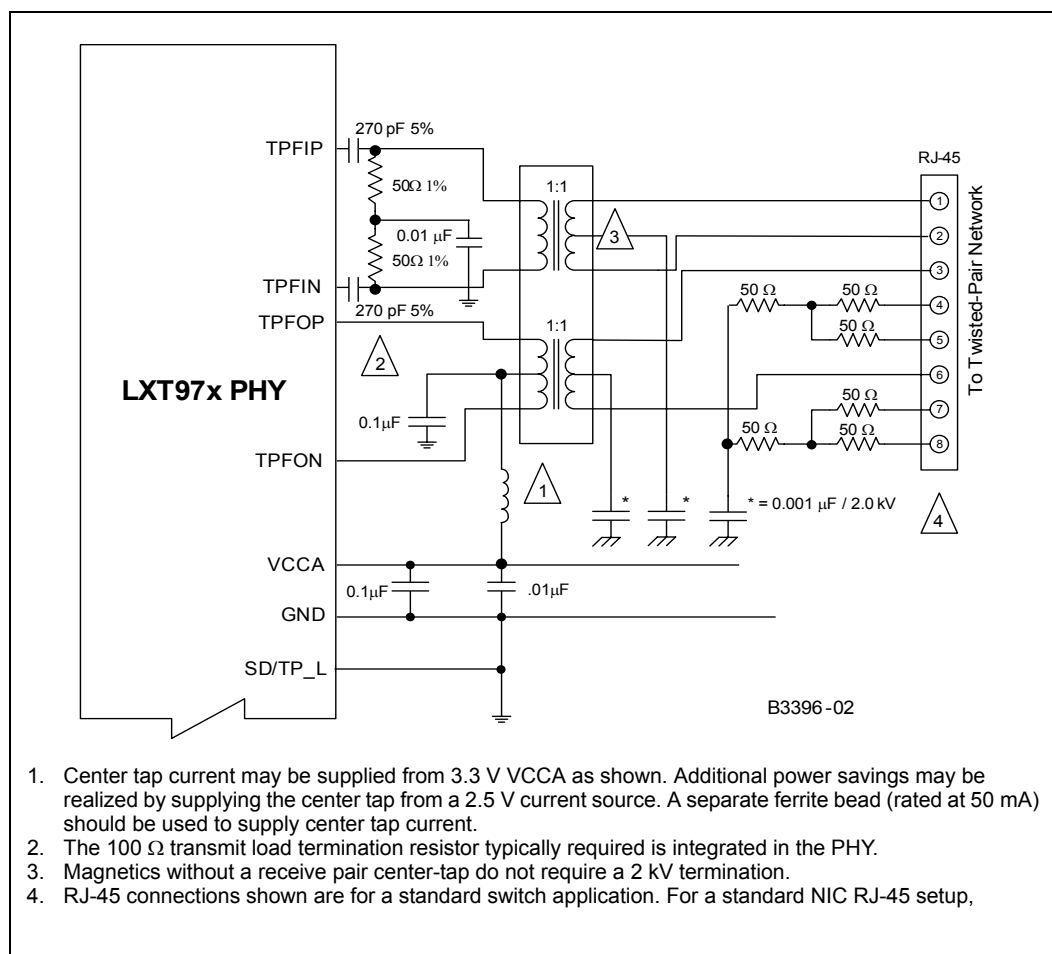 270 pF 5%
TPFIP
RJ-45
50Ω 1%
1:1
1
3
2
0.01 µF
50Ω 1%
TPFIN
3
270 pF 5%
50 Ω
50 Ω
4
TPFOP
1:1
50 Ω
5
2
To Twisted-Pair Network
LXT97x PHY
6
50 Ω
7
0.1µF
50 Ω
50 Ω
8
TPFON
1
*
*
* = 0.001 µF / 2.0 kV
4
VCCA
0.1µF
.01µF
GND
SD/TP_L
B3396-02
1. Center tap current may be supplied from 3.3 V VCCA as shown. Additional power savings may be
realized by supplying the center tap from a 2.5 V current source. A separate ferrite bead (rated at 50 mA)
should be used to supply center tap current.
2. The 100 Ω transmit load termination resistor typically required is integrated in the PHY.
3. Magnetics without a receive pair center-tap do not require a 2 kV termination.
4. RJ-45 connections shown are for a standard switch application. For a standard NIC RJ-45 setup,